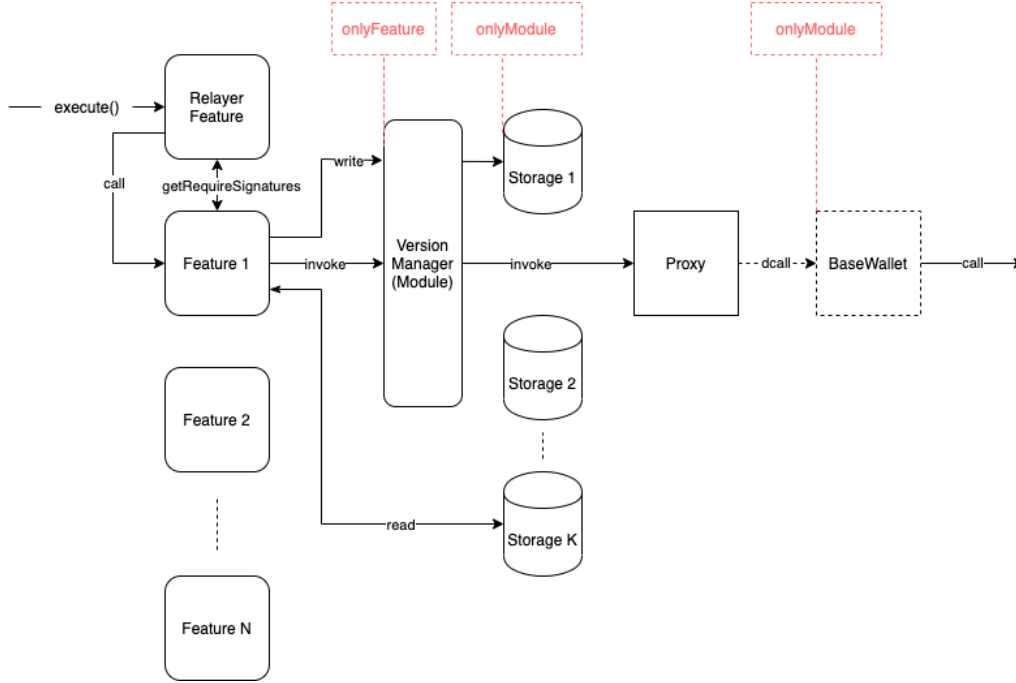 onlyFeature
onlyModule
onlyModule
Relayer
Feature
execute()
call
getRequireSignatures
write
Storage 1
Feature 1
invoke
Version
Manager
(Module)
invoke
Proxy
dcall
BaseWallet
call
Storage 2
Feature 2
read
Storage K
Feature N